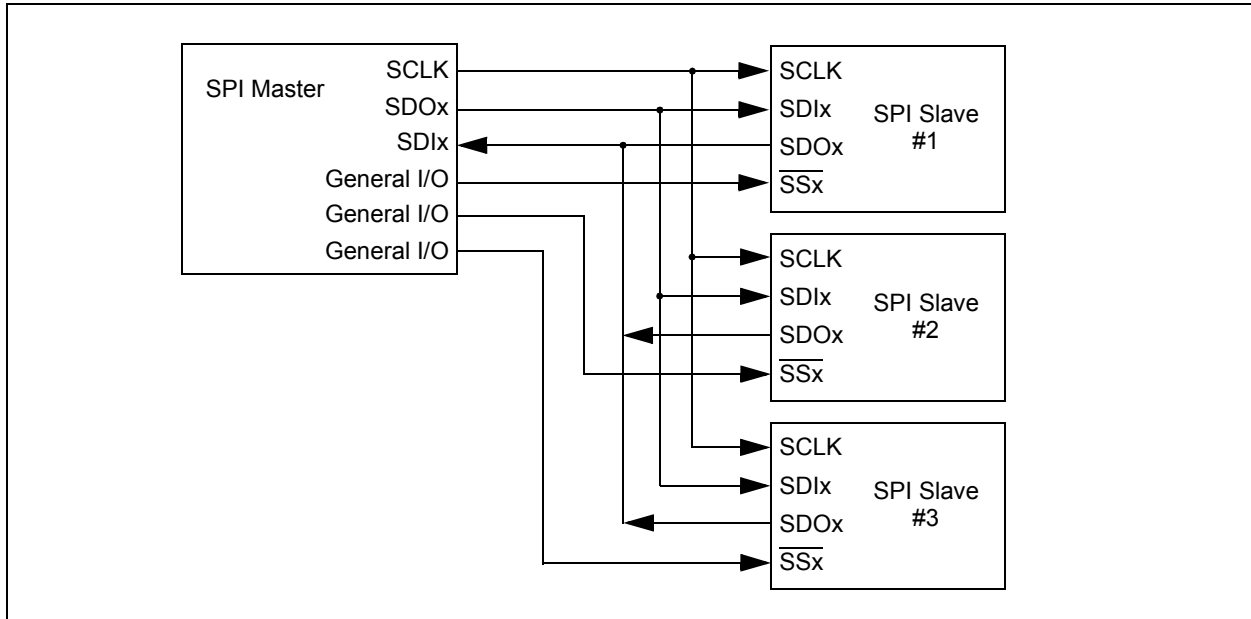 SPI Master
SCLK
SDOx
SDIx
General I/O
General I/O
General I/O
SCLK
SDIx
SDOx
SSx
SPI Slave
#1
SCLK
SDIx
SDOx
SSx
SPI Slave
#2
SCLK
SDIx
SDOx
SSx
SPI Slave
#3